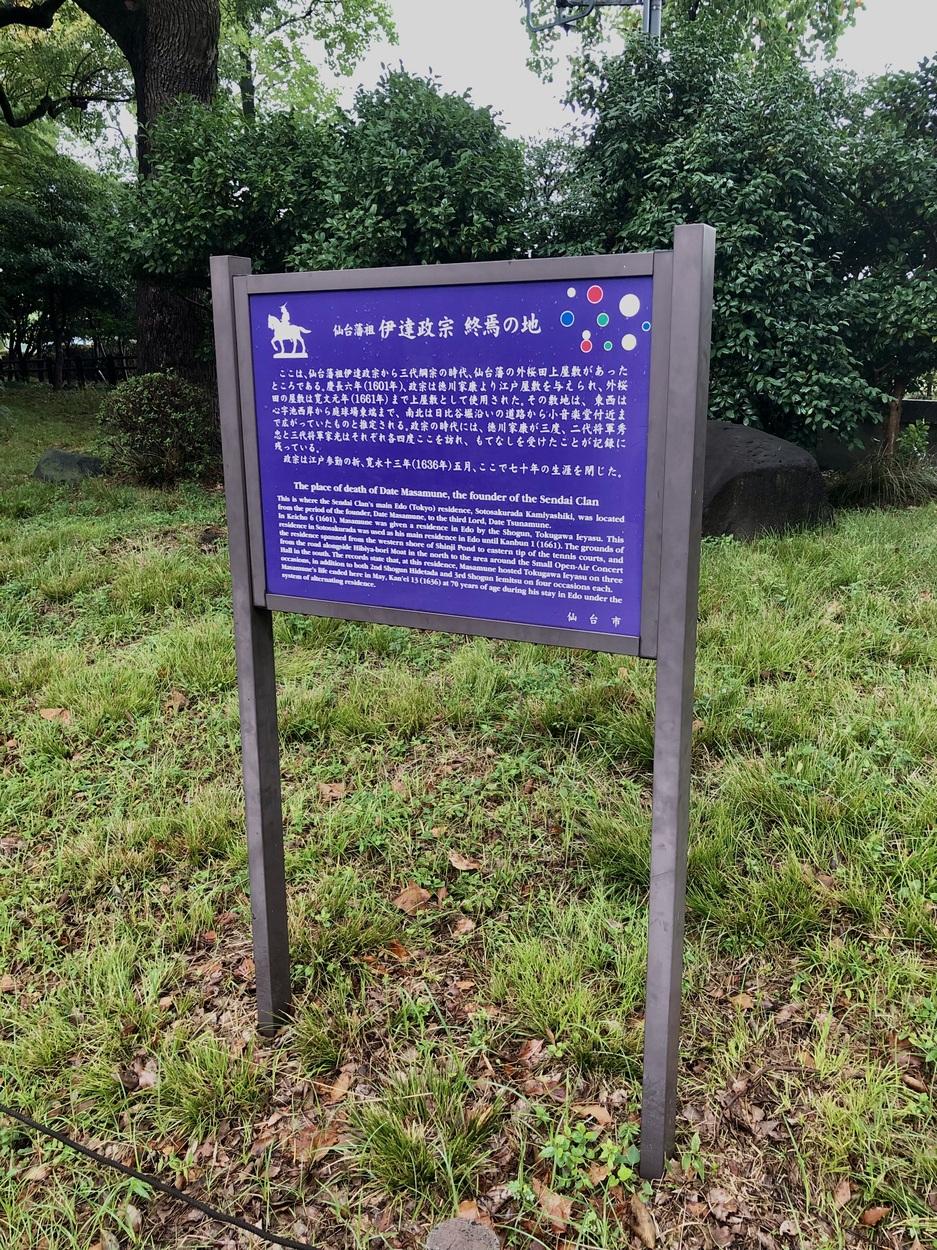 仙台藩祖 伊達政宗 終焉の地
ここは、仙台藩祖伊達政宗から三代綱宗の時代、仙台藩の外桜田上屋敷があった
ところである。慶長六年(1601年)、政宗は徳川家康より江戸屋敷を与えられ、外桜
田の屋敷は寛文元年(1661年)まで上屋敷として使用された。その敷地は、東西は
心字池西岸から庭球場東端まで、南北は日比谷堀沿いの道路から小音楽堂付近ま
で広がっていたものと推定される。政宗の時代には、徳川家康が三度、二代将軍秀
忠と三代将軍家光はそれぞれ各四度ここを訪れ、もてなしを受けたことが記録に
残っている。
政宗は江戸参勤の折、寛永十三年(1636年)五月、ここで七十年の生涯を閉じた。
The place of death of Date Masamune, the founder of the Sendai Clan
This is where the Sendai Clan's main Edo (Tokyo) residence, Sotosakurada Kamiyashiki, was located
from the period of the founder, Date Masamune, to the third Lord, Date Tsunamune.
In Keicho 6 (1601), Masamune was given a residence in Edo by the Shogun, Tokugawa Ieyasu. This
residence in Sotosakurada was used as his main residence in Edo until Kanbun 1 (1661). The grounds of
the residence spanned from the western shore of Shinji Pond to eastern tip of the tennis courts, and
from the road alongside Hibiya-bori Moat in the north to the area around the Small Open-Air Concert
Hall in the south. The records state that, at this residence, Masamune hosted Tokugawa Ieyasu on three
occasions, in addition to both 2nd Shogun Hidetada and 3rd Shogun Iemitsu on four occasions each.
Masamune's life ended here in May, Kan'ei 13 (1636) at 70 years of age during his stay in Edo under the
system of alternating residence.
仙台市